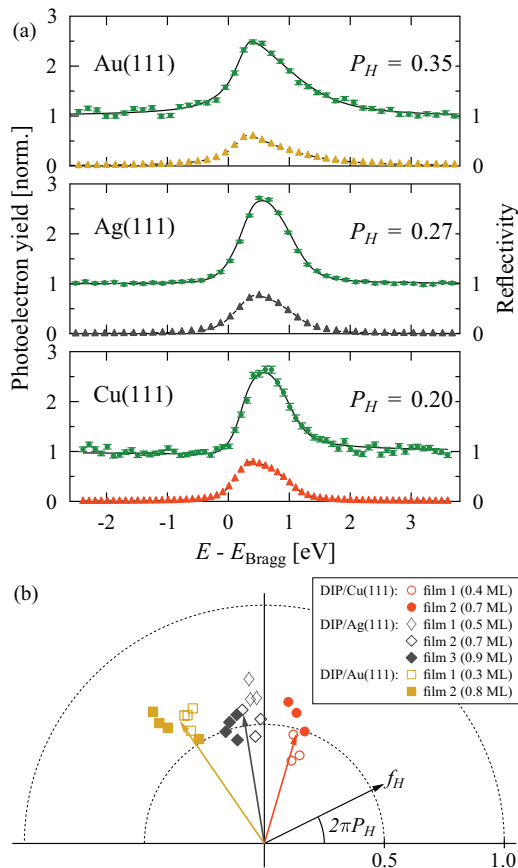 (a)
Au(111)
P_H = 0.35
3
2
1
1
0
Ag(111)
P_H = 0.27
3
2
1
1
0
Cu(111)
P_H = 0.20
3
2
1
0
1
0
Photoelectron yield [norm.]
Reflectivity
-2 -1 0 1 2 3
E - E_Bragg [eV]
(b)
DIP/Cu(111): film 1 (0.4 ML)
film 2 (0.7 ML)
DIP/Ag(111): film 1 (0.5 ML)
film 2 (0.7 ML)
film 3 (0.9 ML)
DIP/Au(111): film 1 (0.3 ML)
film 2 (0.8 ML)
f_H
2πP_H
0.5 1.0